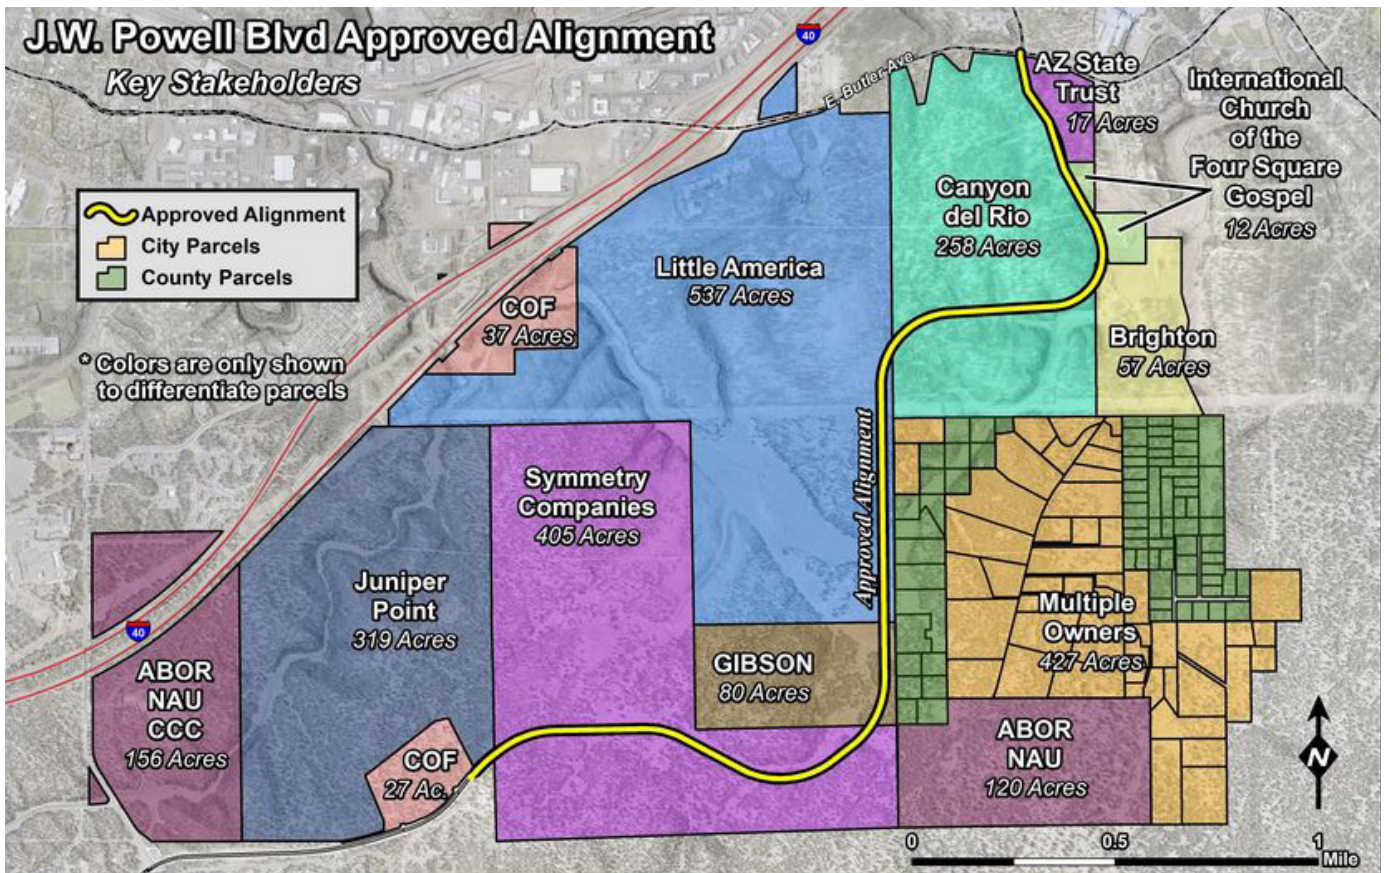 J.W. Powell Blvd Approved Alignment
Key Stakeholders
40
E. Butler Ave.
AZ State
Trust
17 Acres
International
Church
of the
Four Square
Gospel
12 Acres
Approved Alignment
City Parcels
County Parcels
* Colors are only shown
to differentiate parcels
Canyon
del Rio
258 Acres
Little America
537 Acres
COF
37 Acres
Brighton
57 Acres
Approved Alignment
Symmetry
Companies
405 Acres
Juniper
Point
319 Acres
Multiple
Owners
427 Acres
40
ABOR
NAU
CCC
156 Acres
GIBSON
80 Acres
COF
27 Ac.
ABOR
NAU
120 Acres
N
0 0.5 1
Mile